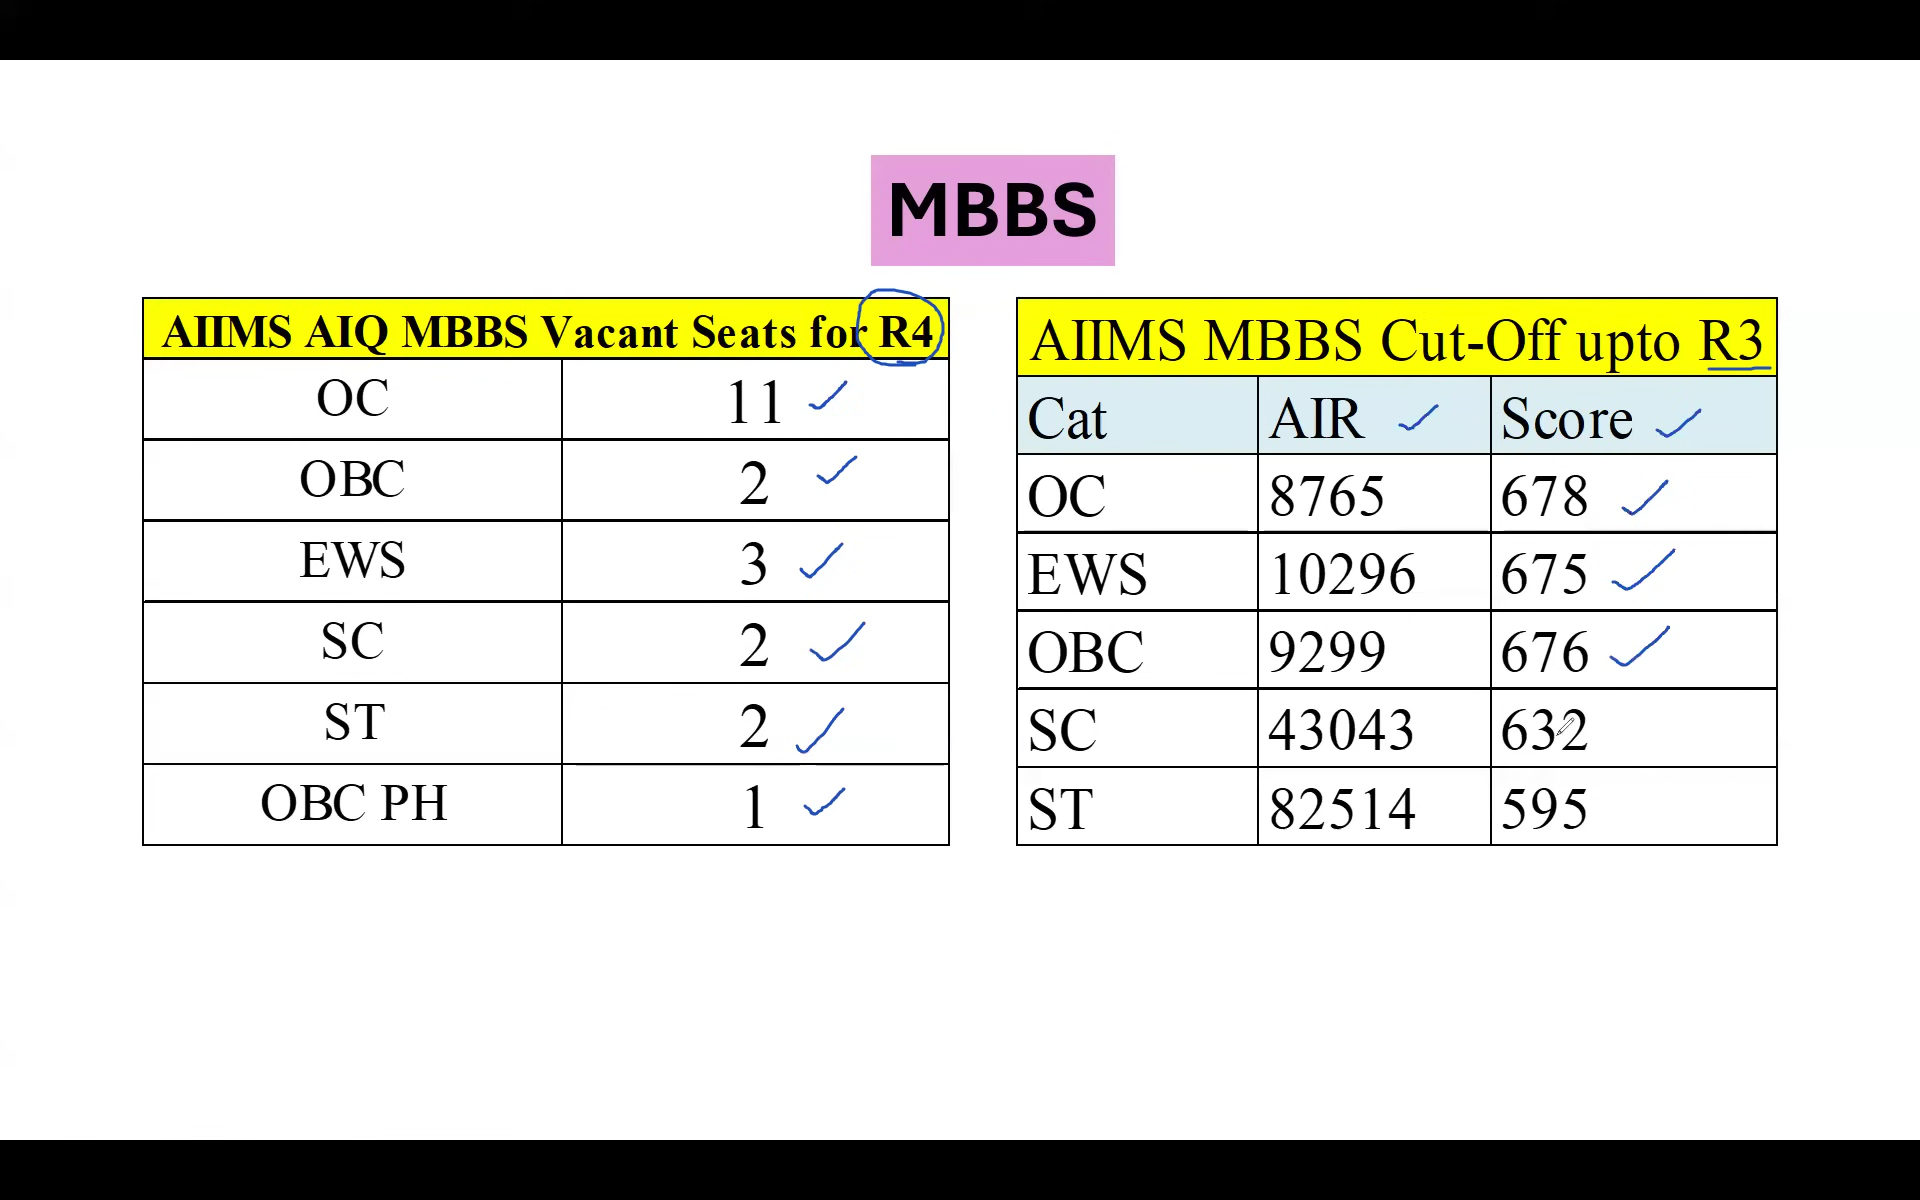 MBBS
AIIMS AIQ MBBS Vacant Seats for R4
OC 11
OBC 2
EWS 3
SC 2
ST 2
OBC PH 1
AIIMS MBBS Cut-Off upto R3
Cat AIR Score
OC 8765 678
EWS 10296 675
OBC 9299 676
SC 43043 632
ST 82514 595